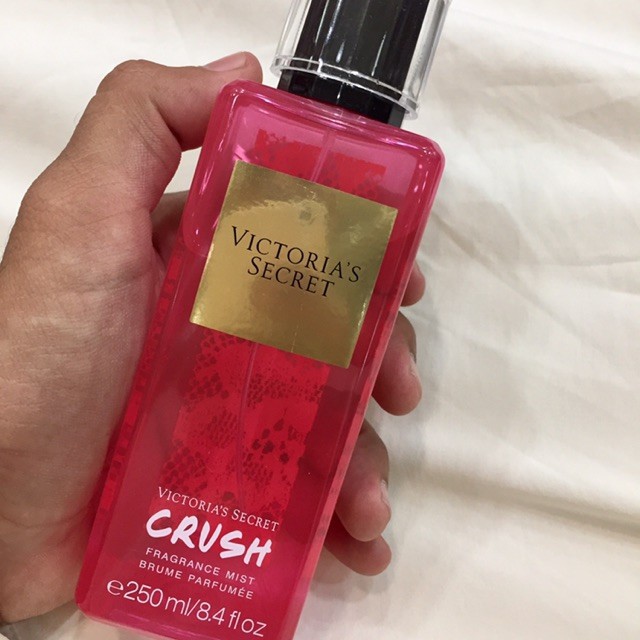 VICTORIA'S
SECRET
VICTORIA'S SECRET
CRUSH
FRAGRANCE MIST
BRUME PARFUMÉE
℮250 ml/8.4 fl oz